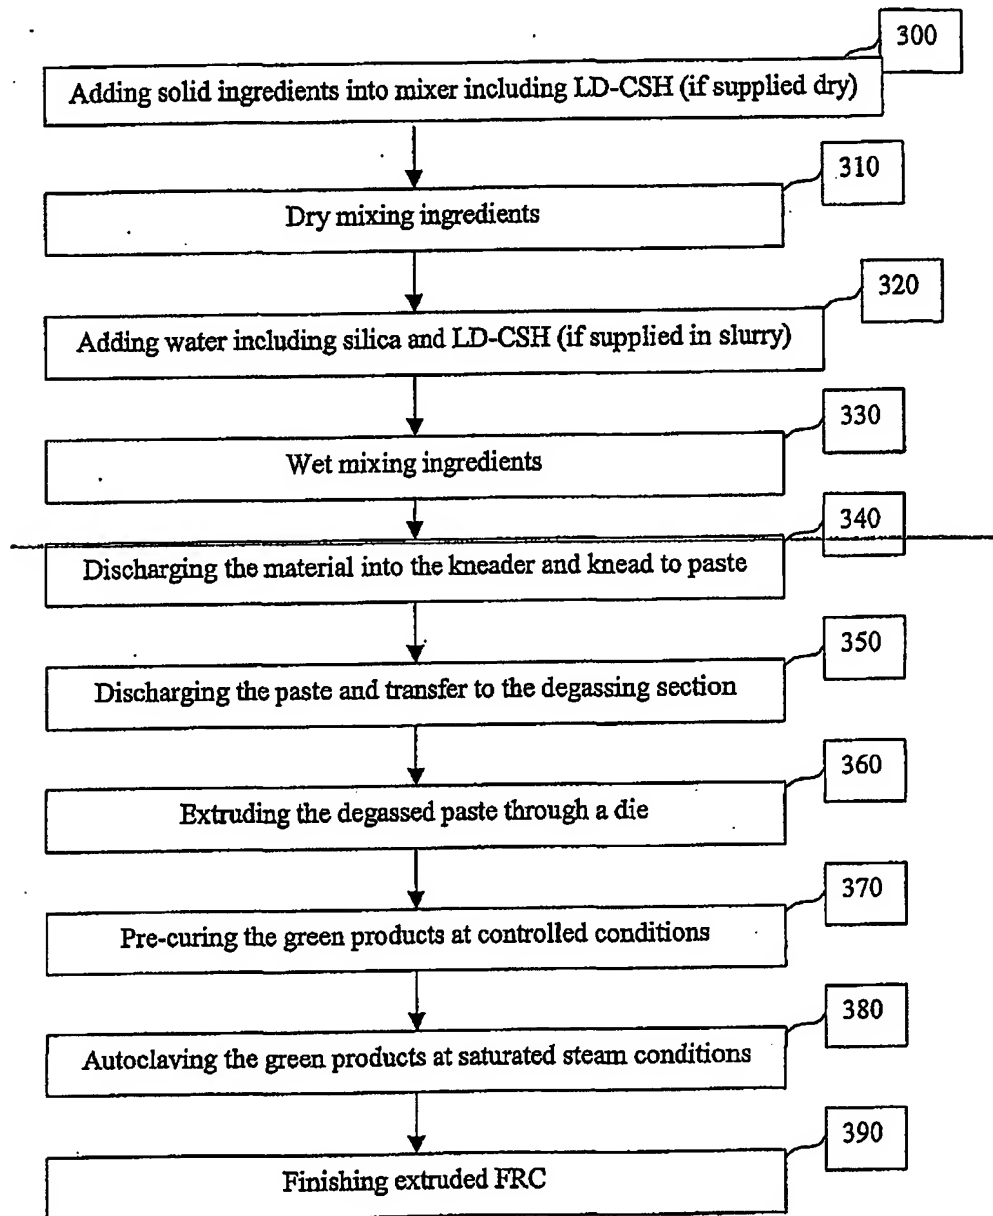 300
Adding solid ingredients into mixer including LD-CSH (if supplied dry)
310
Dry mixing ingredients
320
Adding water including silica and LD-CSH (if supplied in slurry)
330
Wet mixing ingredients
340
Discharging the material into the kneader and knead to paste
350
Discharging the paste and transfer to the degassing section
360
Extruding the degassed paste through a die
370
Pre-curing the green products at controlled conditions
380
Autoclaving the green products at saturated steam conditions
390
Finishing extruded FRC